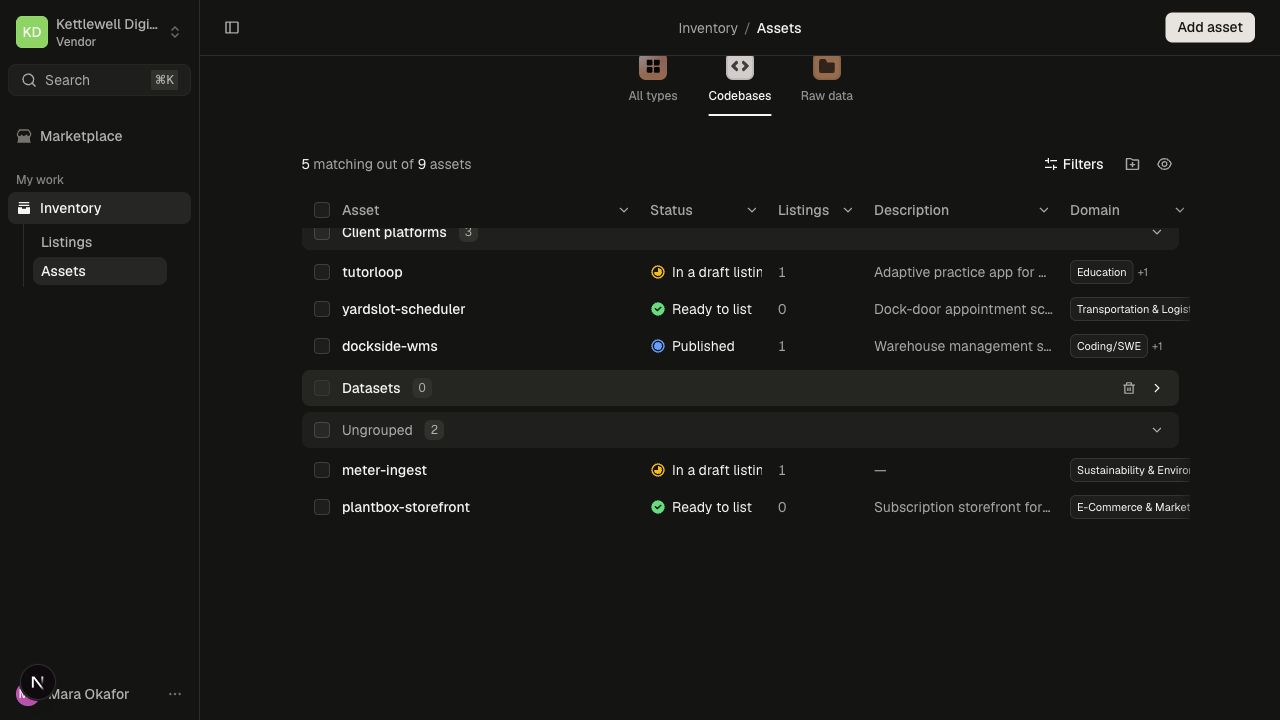 KD
Kettlewell Digi...
Vendor
Search
⌘K
Marketplace
My work
Inventory
Listings
Assets
N
Mara Okafor
Inventory / Assets
Add asset
All types
Codebases
Raw data
5 matching out of 9 assets
Filters
Asset Status Listings Description Domain
Client platforms 3
tutorloop In a draft listin 1 Adaptive practice app for ... Education +1
yardslot-scheduler Ready to list 0 Dock-door appointment sc... Transportation & Logis
dockside-wms Published 1 Warehouse management s... Coding/SWE +1
Datasets 0
Ungrouped 2
meter-ingest In a draft listin 1 — Sustainability & Enviro
plantbox-storefront Ready to list 0 Subscription storefront for... E-Commerce & Market